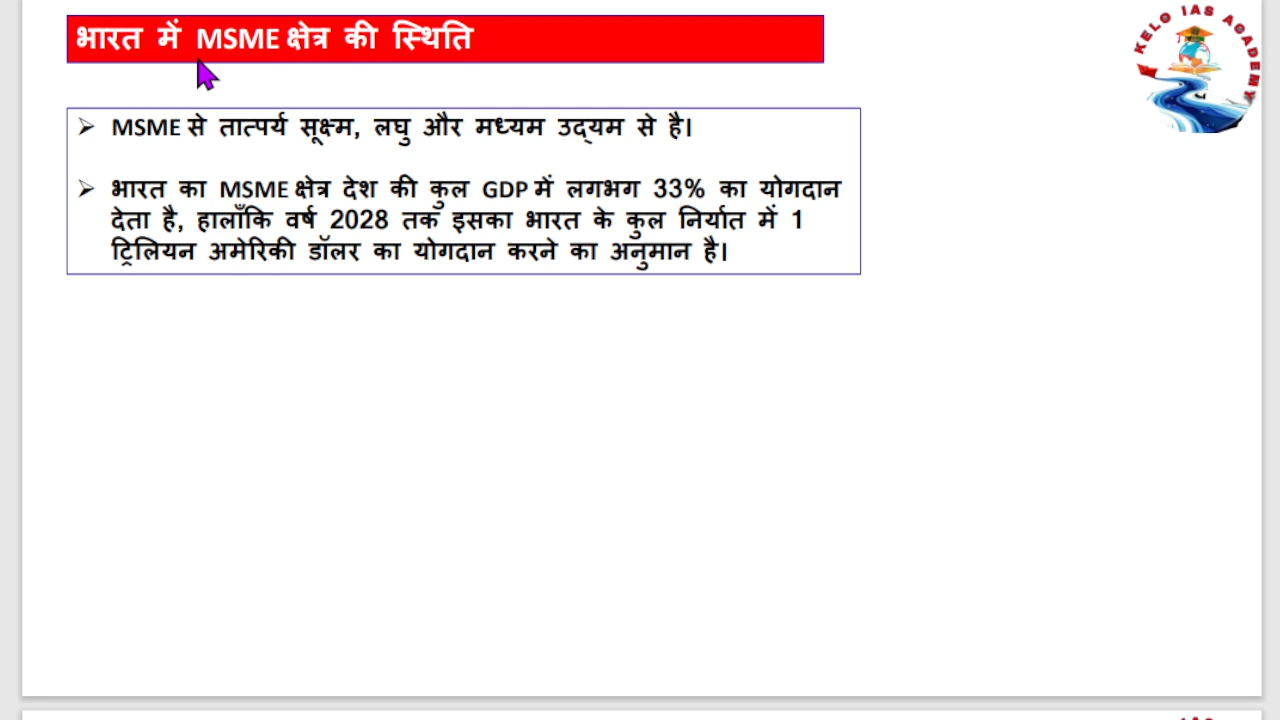 भारत में MSME क्षेत्र की स्थिति
KELO IAS ACADEMY
➢ MSME से तात्पर्य सूक्ष्म, लघु और मध्यम उद्यम से है।
➢ भारत का MSME क्षेत्र देश की कुल GDP में लगभग 33% का योगदान
देता है, हालाँकि वर्ष 2028 तक इसका भारत के कुल निर्यात में 1
ट्रिलियन अमेरिकी डॉलर का योगदान करने का अनुमान है।